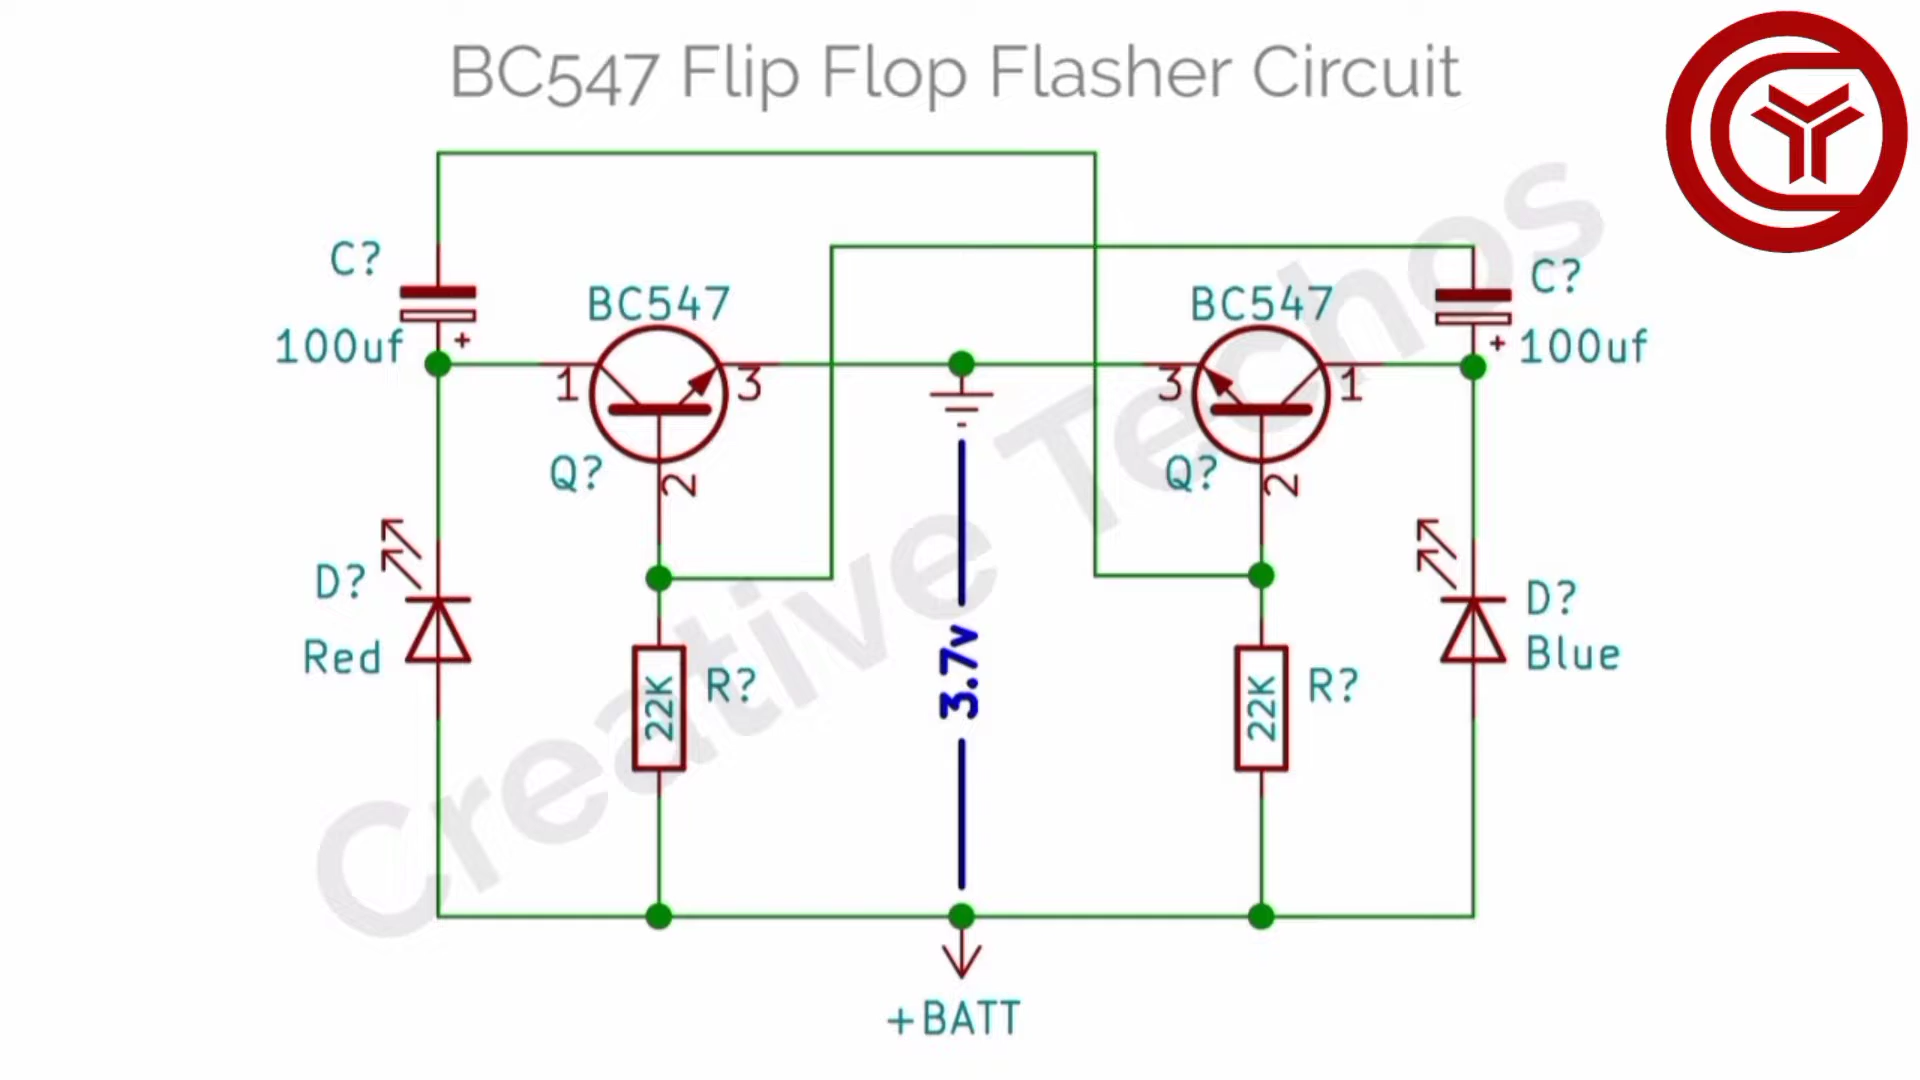 BC547 Flip Flop Flasher Circuit
C?
100uf
+
BC547
1
3
Q?
2
BC547
3
1
Q?
2
C?
100uf
+
D?
Red
22K
R?
3.7v
22K
R?
D?
Blue
+BATT
Creative Techos